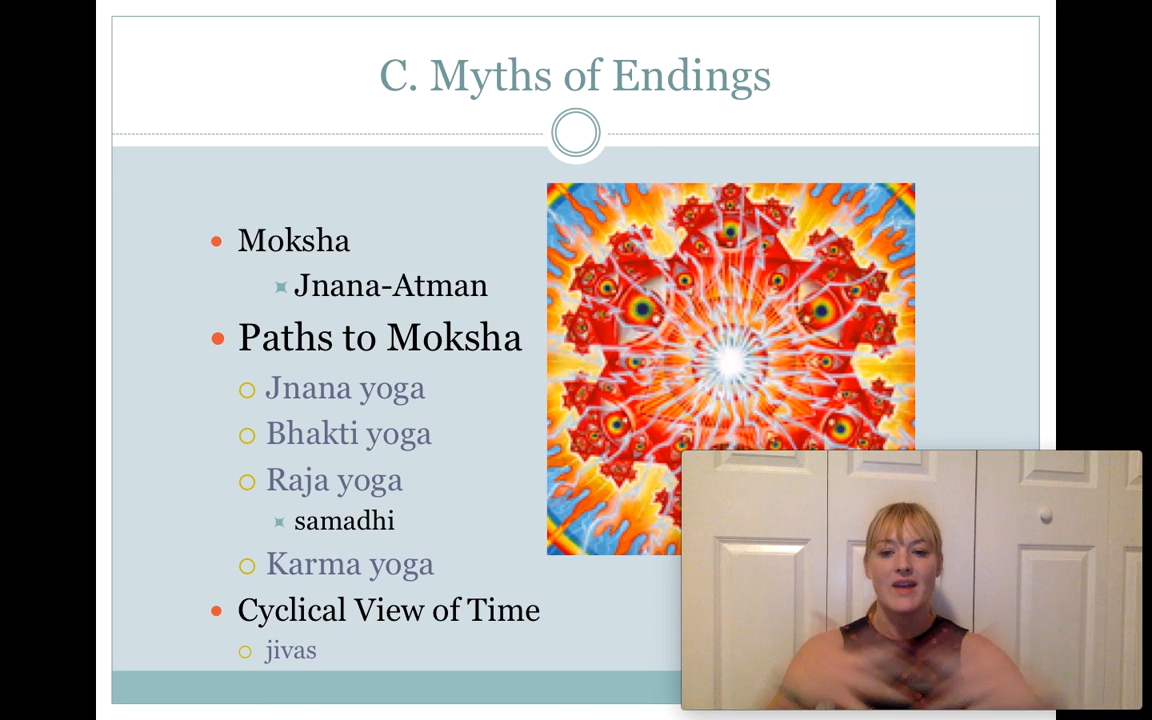 C. Myths of Endings
Moksha
Jnana-Atman
Paths to Moksha
Jnana yoga
Bhakti yoga
Raja yoga
samadhi
Karma yoga
Cyclical View of Time
jivas